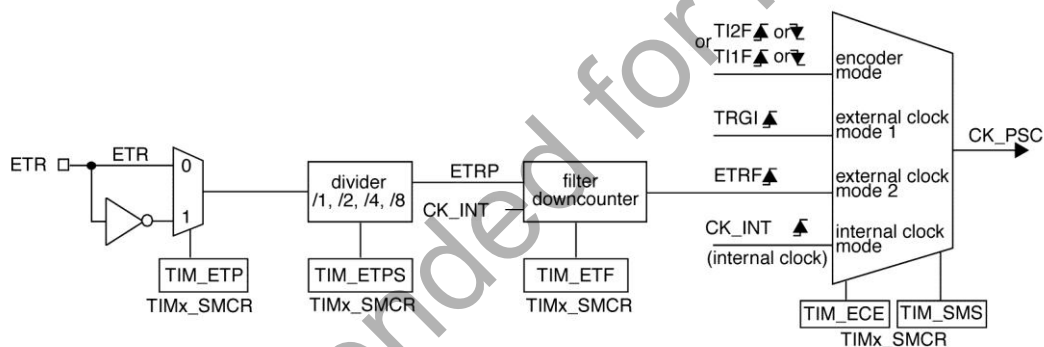 or TI2F or
TI1F or
encoder
mode
TRGI
external clock
mode 1
CK_PSC
ETR
ETR
0
1
divider
/1, /2, /4, /8
ETRP
CK_INT
filter
downcounter
ETRF
external clock
mode 2
CK_INT
(internal clock)
internal clock
mode
TIM_ETP
TIMx_SMCR
TIM_ETPS
TIMx_SMCR
TIM_ETF
TIMx_SMCR
TIM_ECE
TIM_SMS
TIMx_SMCR